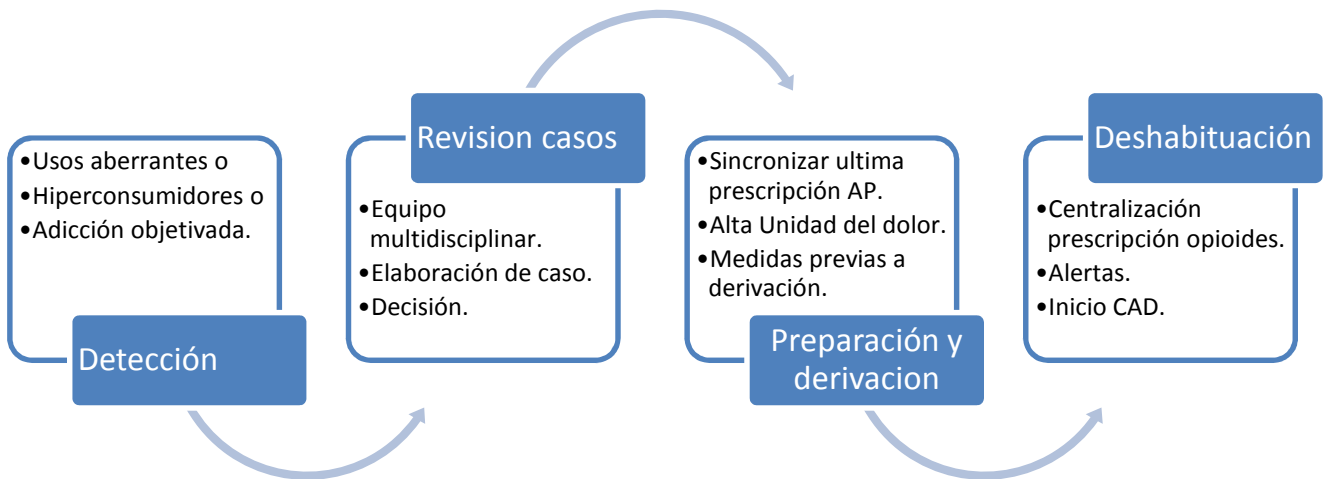 •Usos aberrantes o
•Hiperconsumidores o
•Adicción objetivada.
Detección
Revision casos
•Equipo
multidisciplinar.
•Elaboración de caso.
•Decisión.
•Sincronizar ultima
prescripción AP.
•Alta Unidad del dolor.
•Medidas previas a
derivación.
Preparación y
derivacion
Deshabituación
•Centralización
prescripción opioides.
•Alertas.
•Inicio CAD.